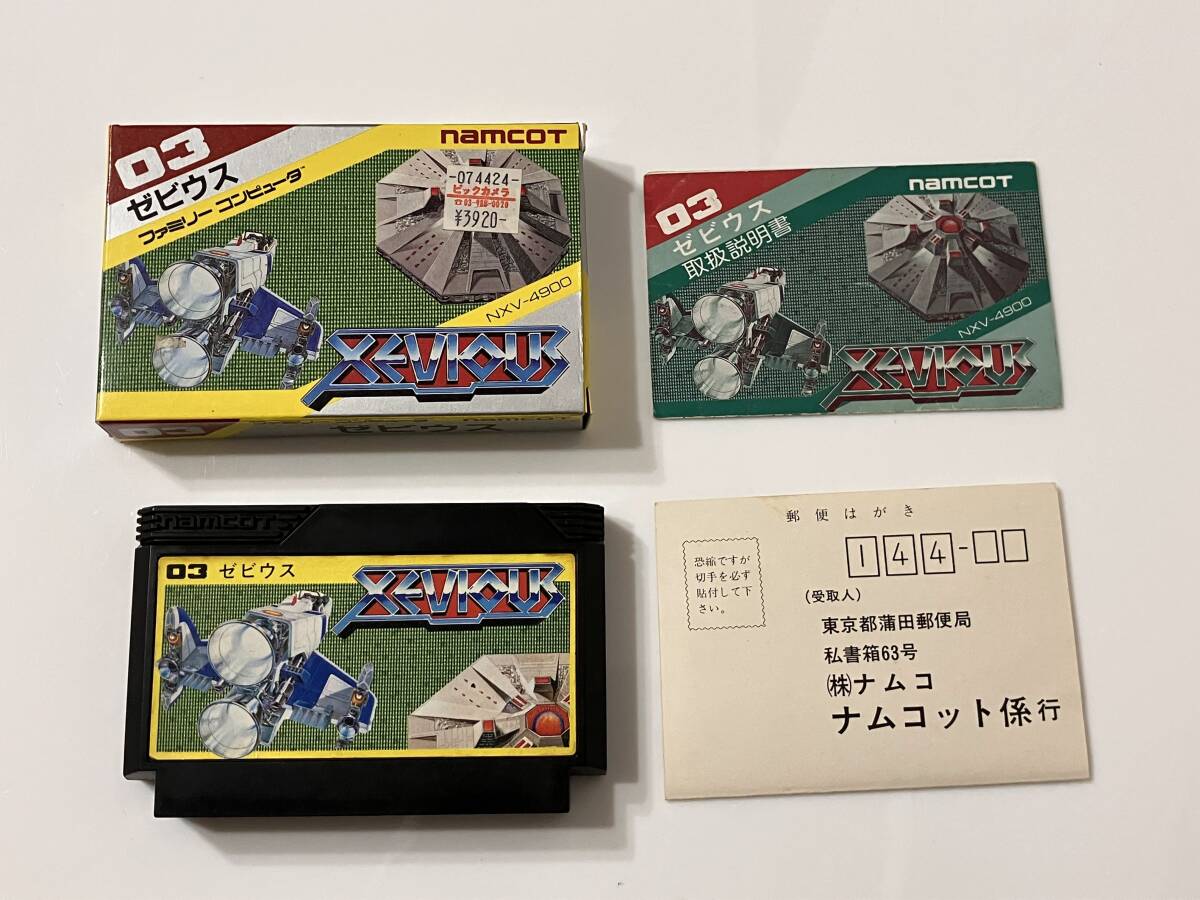 03
ゼビウス
ファミリーコンピュータ
namcoT
-074424-
ビックカメラ
¥3920-
NXV-4900
XEVIOUS
03
ゼビウス
namcoT
03
ゼビウス
取扱説明書
namcoT
NXV-4900
XEVIOUS
namcoT
03 ゼビウス
XEVIOUS
郵便はがき
恐縮ですが
切手を必ず
貼付して下
さい。
144-
(受取人)
東京都蒲田郵便局
私書箱63号
(株)ナムコ
ナムコット係行